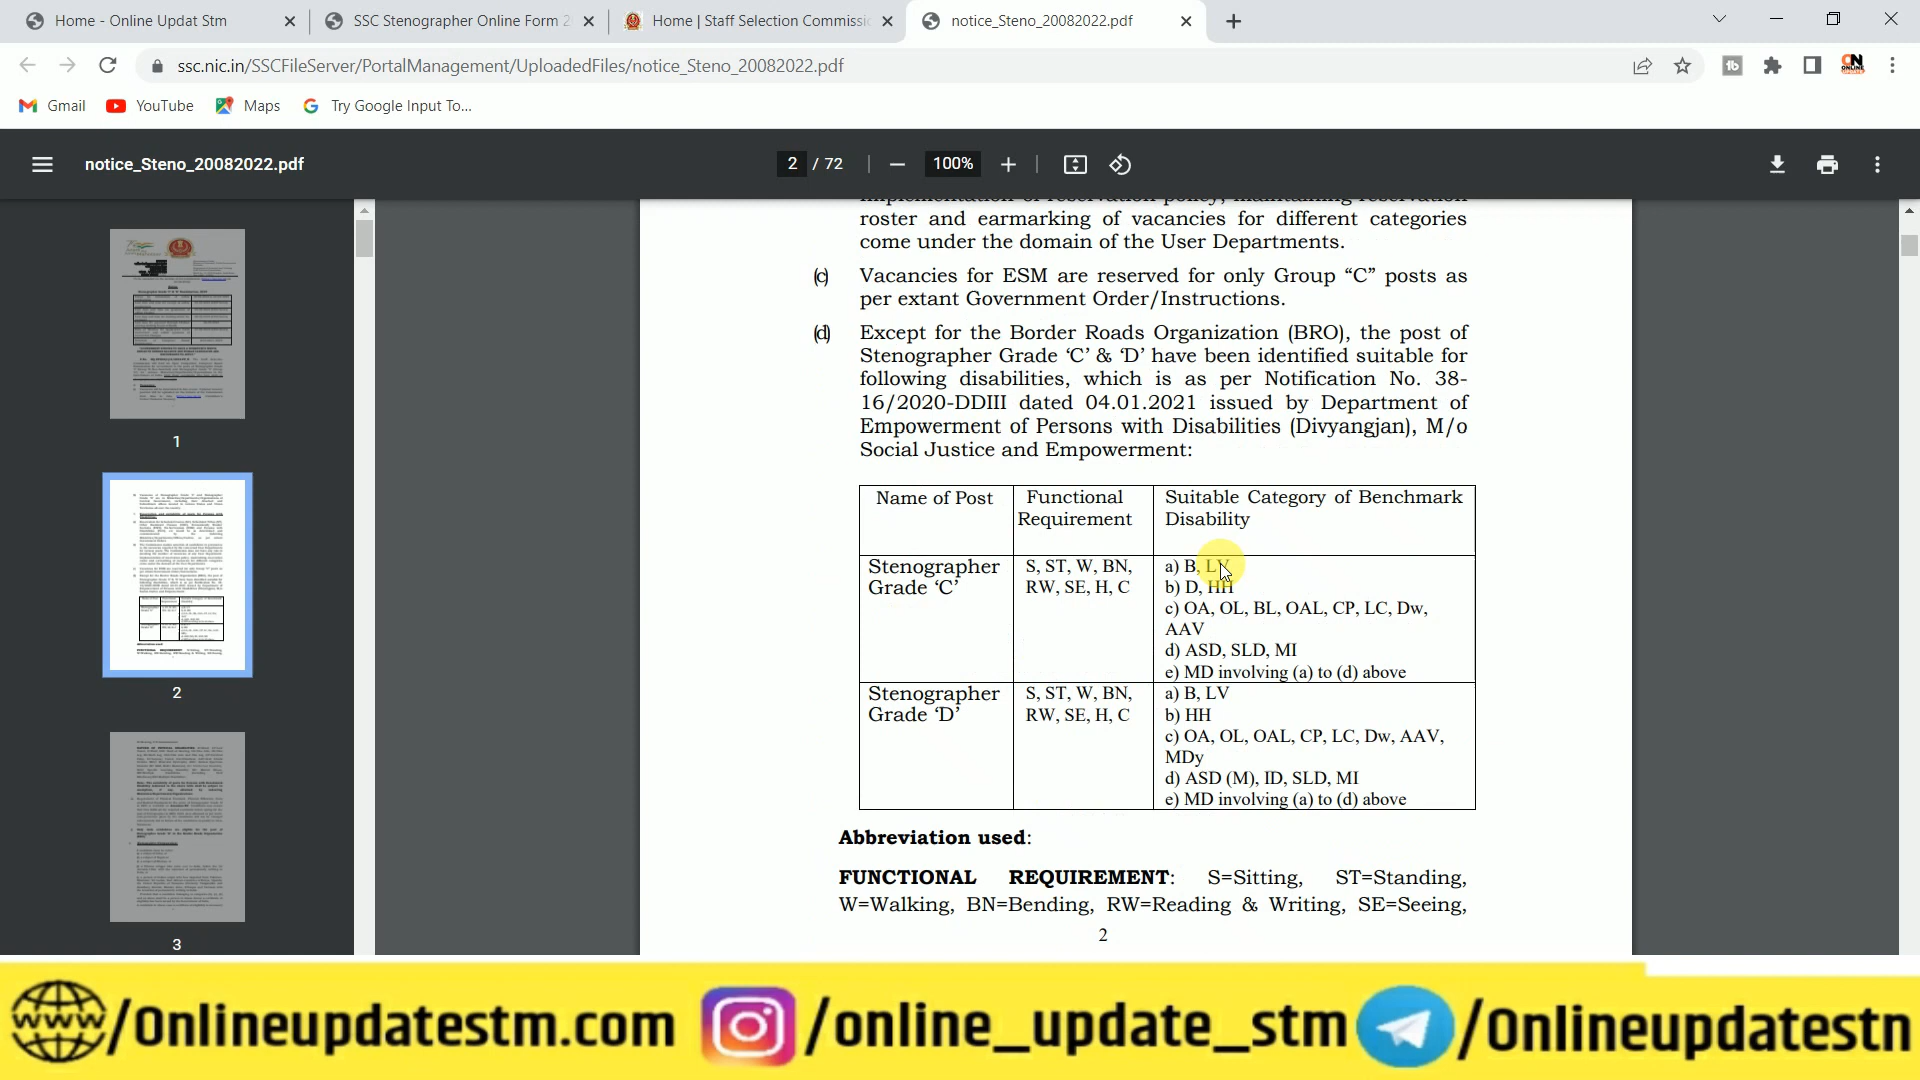 Home - Online Updat Stm
SSC Stenographer Online Form 2
Home | Staff Selection Commissi
notice_Steno_20082022.pdf
ssc.nic.in/SSCFileServer/PortalManagement/UploadedFiles/notice_Steno_20082022.pdf
Gmail
YouTube
Maps
Try Google Input To...
notice_Steno_20082022.pdf
2 / 72
100%
1
2
3
implementation of reservation policy, maintaining reservation
roster and earmarking of vacancies for different categories
come under the domain of the User Departments.
(c) Vacancies for ESM are reserved for only Group “C” posts as
per extant Government Order/Instructions.
(d) Except for the Border Roads Organization (BRO), the post of
Stenographer Grade ‘C’ & ‘D’ have been identified suitable for
following disabilities, which is as per Notification No. 38-
16/2020-DDIII dated 04.01.2021 issued by Department of
Empowerment of Persons with Disabilities (Divyangjan), M/o
Social Justice and Empowerment:
Name of Post
Functional
Requirement
Suitable Category of Benchmark
Disability
Stenographer
Grade ‘C’
S, ST, W, BN,
RW, SE, H, C
a) B, LV
b) D, HH
c) OA, OL, BL, OAL, CP, LC, Dw,
AAV
d) ASD, SLD, MI
e) MD involving (a) to (d) above
Stenographer
Grade ‘D’
S, ST, W, BN,
RW, SE, H, C
a) B, LV
b) HH
c) OA, OL, OAL, CP, LC, Dw, AAV,
MDy
d) ASD (M), ID, SLD, MI
e) MD involving (a) to (d) above
Abbreviation used:
FUNCTIONAL REQUIREMENT: S=Sitting, ST=Standing,
W=Walking, BN=Bending, RW=Reading & Writing, SE=Seeing,
2
www/Onlineupdatestm.com
/online_update_stm
/Onlineupdatestn